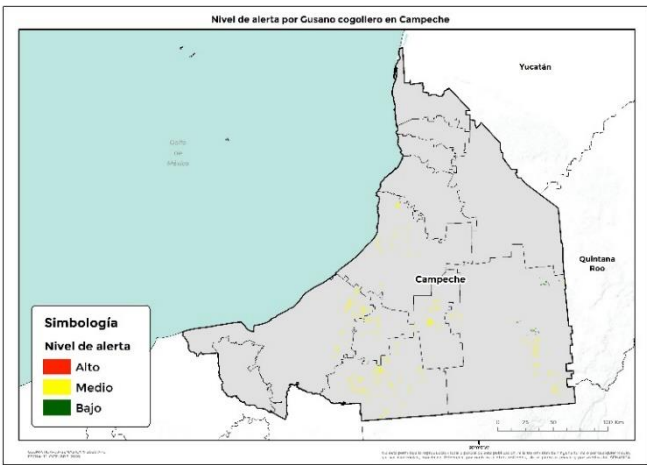 Nivel de alerta por Gusano cogollero en Campeche
Yucatán
Golfo
de
México
Quintana
Roo
Campeche
Simbología
Nivel de alerta
Alto
Medio
Bajo
0 25 50 100 Km